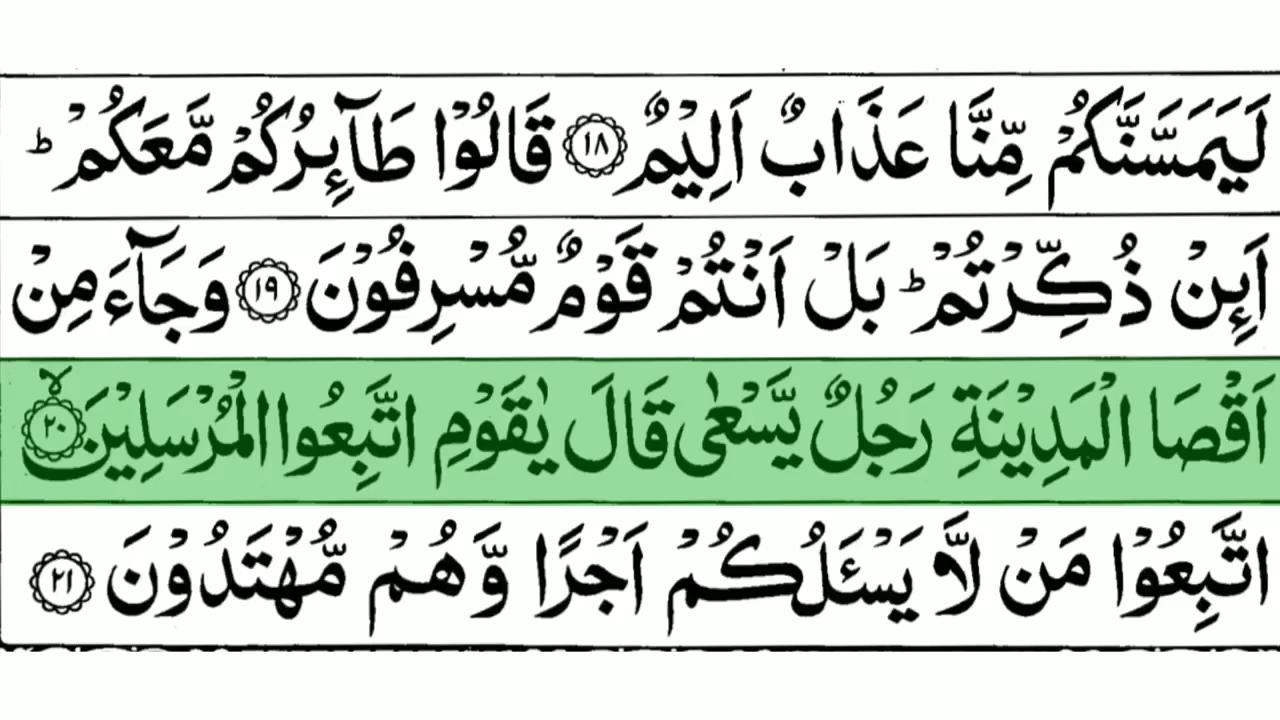 لَيَمَسَّنَّكُمْ مِّنَّا عَذَابٌ اَلِيْمٌ ۝١٨ قَالُوْا طَآئِرُكُمْ مَّعَكُمْ ؕ
اَئِنْ ذُكِّرْتُمْ ؕ بَلْ اَنْتُمْ قَوْمٌ مُّسْرِفُوْنَ ۝١٩ وَجَآءَ مِنْ
اَقْصَا الْمَدِيْنَةِ رَجُلٌ يَّسْعٰى قَالَ يٰقَوْمِ اتَّبِعُوا الْمُرْسَلِيْنَ ۙ۝٢٠
اتَّبِعُوْا مَنْ لَّا يَسْـَٔلُكُمْ اَجْرًا وَّهُمْ مُّهْتَدُوْنَ ۝٢١